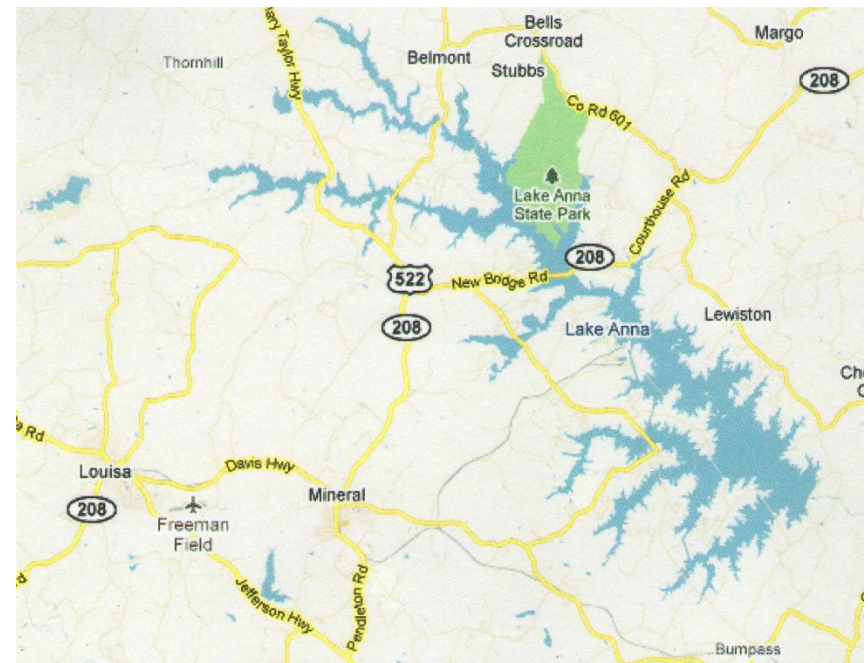 Bells
Crossroad
Margo
Thornhill
Belmont
Stubbs
Taylor Hwy
208
Co Rd 601
Lake Anna
State Park
Courthouse Rd
208
522
New Bridge Rd
208
Lake Anna
Lewiston
Rd
Louisa
Davis Hwy
Mineral
208
Freeman
Field
Jefferson Hwy
Pendleton Rd
Bumpass